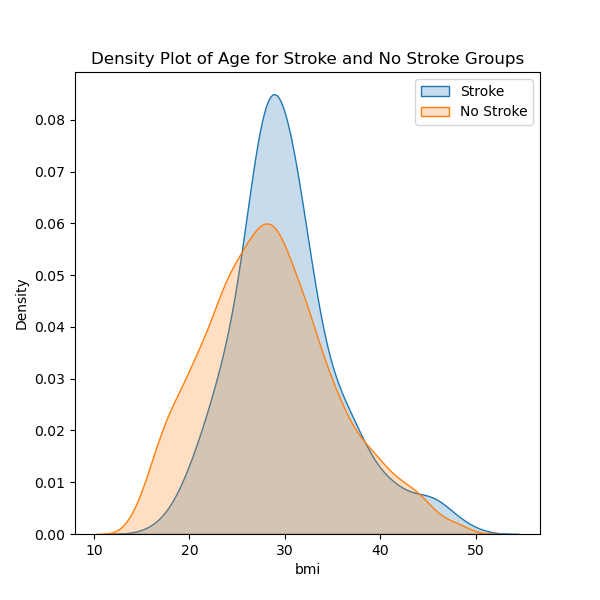 Density Plot of Age for Stroke and No Stroke Groups
Stroke
No Stroke
0.08
0.07
0.06
0.05
0.04
0.03
0.02
0.01
0.00
Density
10 20 30 40 50
bmi